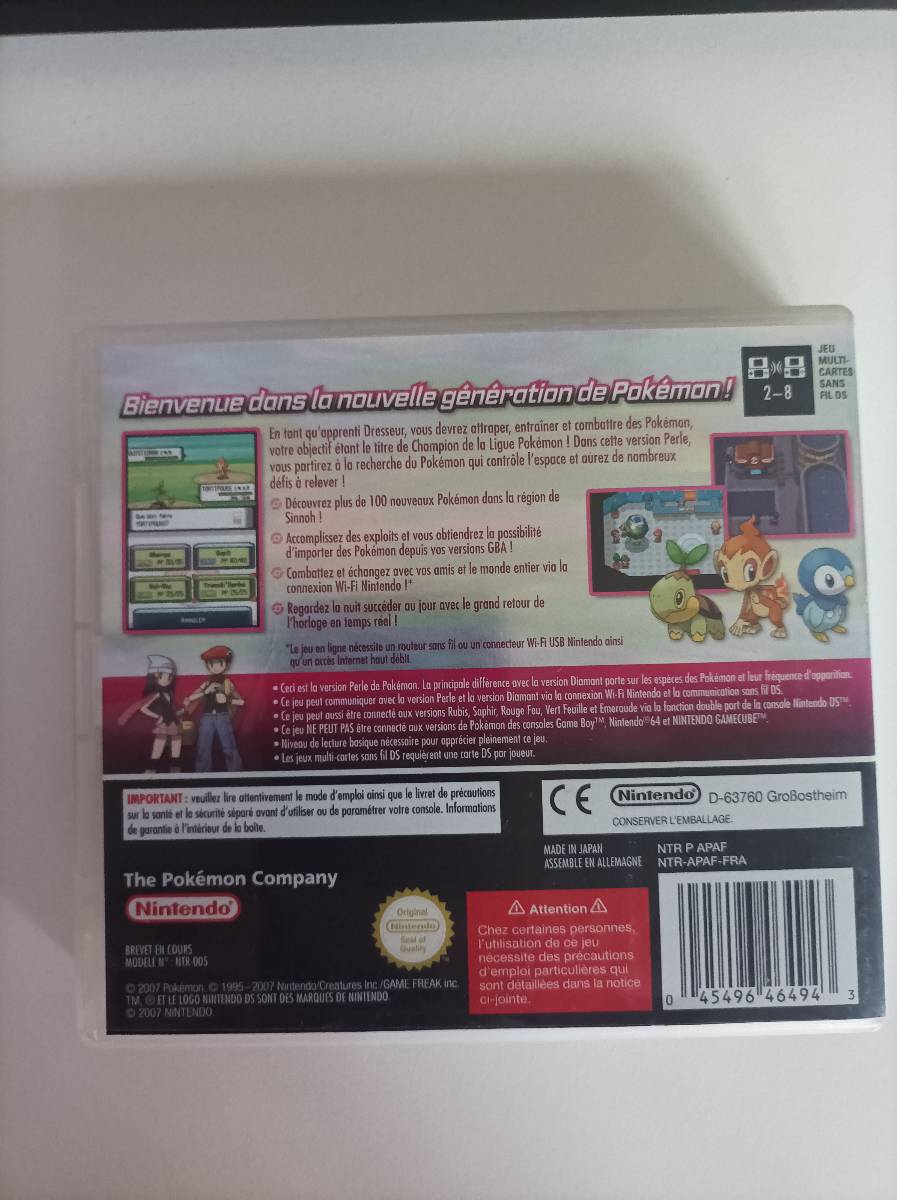 Bienvenue dans la nouvelle génération de Pokémon !
2-8
JEU
MULTI-
CARTES
SANS
FIL DS
En tant qu'apprenti Dresseur, vous devrez attraper, entraîner et combattre des Pokémon,
votre objectif étant le titre de Champion de la Ligue Pokémon ! Dans cette version Perle,
vous partirez à la recherche du Pokémon qui contrôle l'espace et aurez de nombreux
défis à relever !
Découvrez plus de 100 nouveaux Pokémon dans la région de
Sinnoh !
Accomplissez des exploits et vous obtiendrez la possibilité
d'importer des Pokémon depuis vos versions GBA !
Combattez et échangez avec vos amis et le monde entier via la
connexion Wi-Fi Nintendo !*
Regardez la nuit succéder au jour avec le grand retour de
l'horloge en temps réel !
*Le jeu en ligne nécessite un routeur sans fil ou un connecteur Wi-Fi USB Nintendo ainsi
qu'un accès Internet haut débit.
• Ceci est la version Perle de Pokémon. La principale différence avec la version Diamant porte sur les espèces des Pokémon et leur fréquence d'apparition.
• Ce jeu peut communiquer avec la version Perle et la version Diamant via la connexion Wi-Fi Nintendo et la communication sans fil DS.
• Ce jeu peut aussi être connecté aux versions Rubis, Saphir, Rouge Feu, Vert Feuille et Emeraude via la fonction double port de la console Nintendo DS™.
• Ce jeu NE PEUT PAS être connecté aux versions de Pokémon des consoles Game Boy™, Nintendo®64 et NINTENDO GAMECUBE™.
• Niveau de lecture basique nécessaire pour apprécier pleinement ce jeu.
• Les jeux multi-cartes sans fil DS requièrent une carte DS par joueur.
IMPORTANT : veuillez lire attentivement le mode d'emploi ainsi que le livret de précautions
sur la santé et la sécurité séparé avant d'utiliser ou de paramétrer votre console. Informations
de garantie à l'intérieur de la boîte.
CE Nintendo® D-63760 Großostheim
CONSERVER L'EMBALLAGE.
MADE IN JAPAN
ASSEMBLE EN ALLEMAGNE
NTR P APAF
NTR-APAF-FRA
The Pokémon Company
Nintendo®
BREVET EN COURS
MODELE N° : NTR-005
© 2007 Pokémon. © 1995-2007 Nintendo/Creatures Inc./GAME FREAK inc.
TM, ® ET LE LOGO NINTENDO DS SONT DES MARQUES DE NINTENDO.
© 2007 NINTENDO.
Original
Nintendo
Seal of
Quality
Attention
Chez certaines personnes,
l'utilisation de ce jeu
nécessite des précautions
d'emploi particulières qui
sont détaillées dans la notice
ci-jointe.
0 45496 46494 3